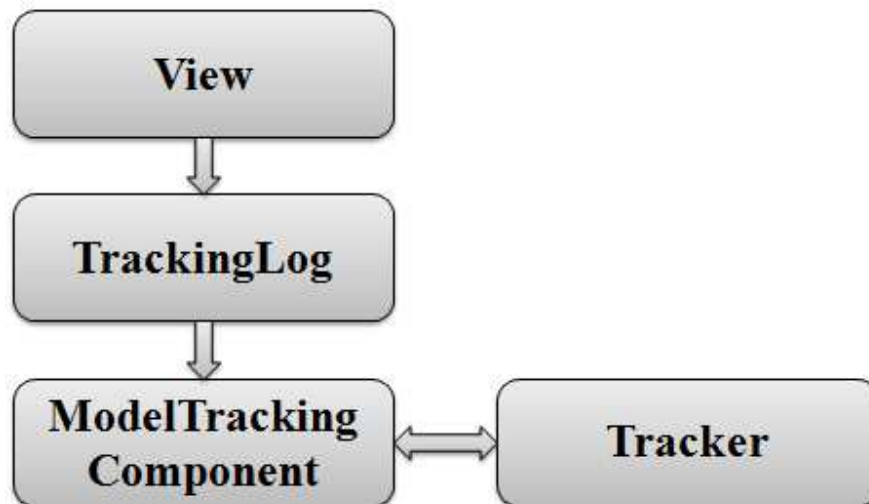 View
TrackingLog
ModelTracking
Component
Tracker